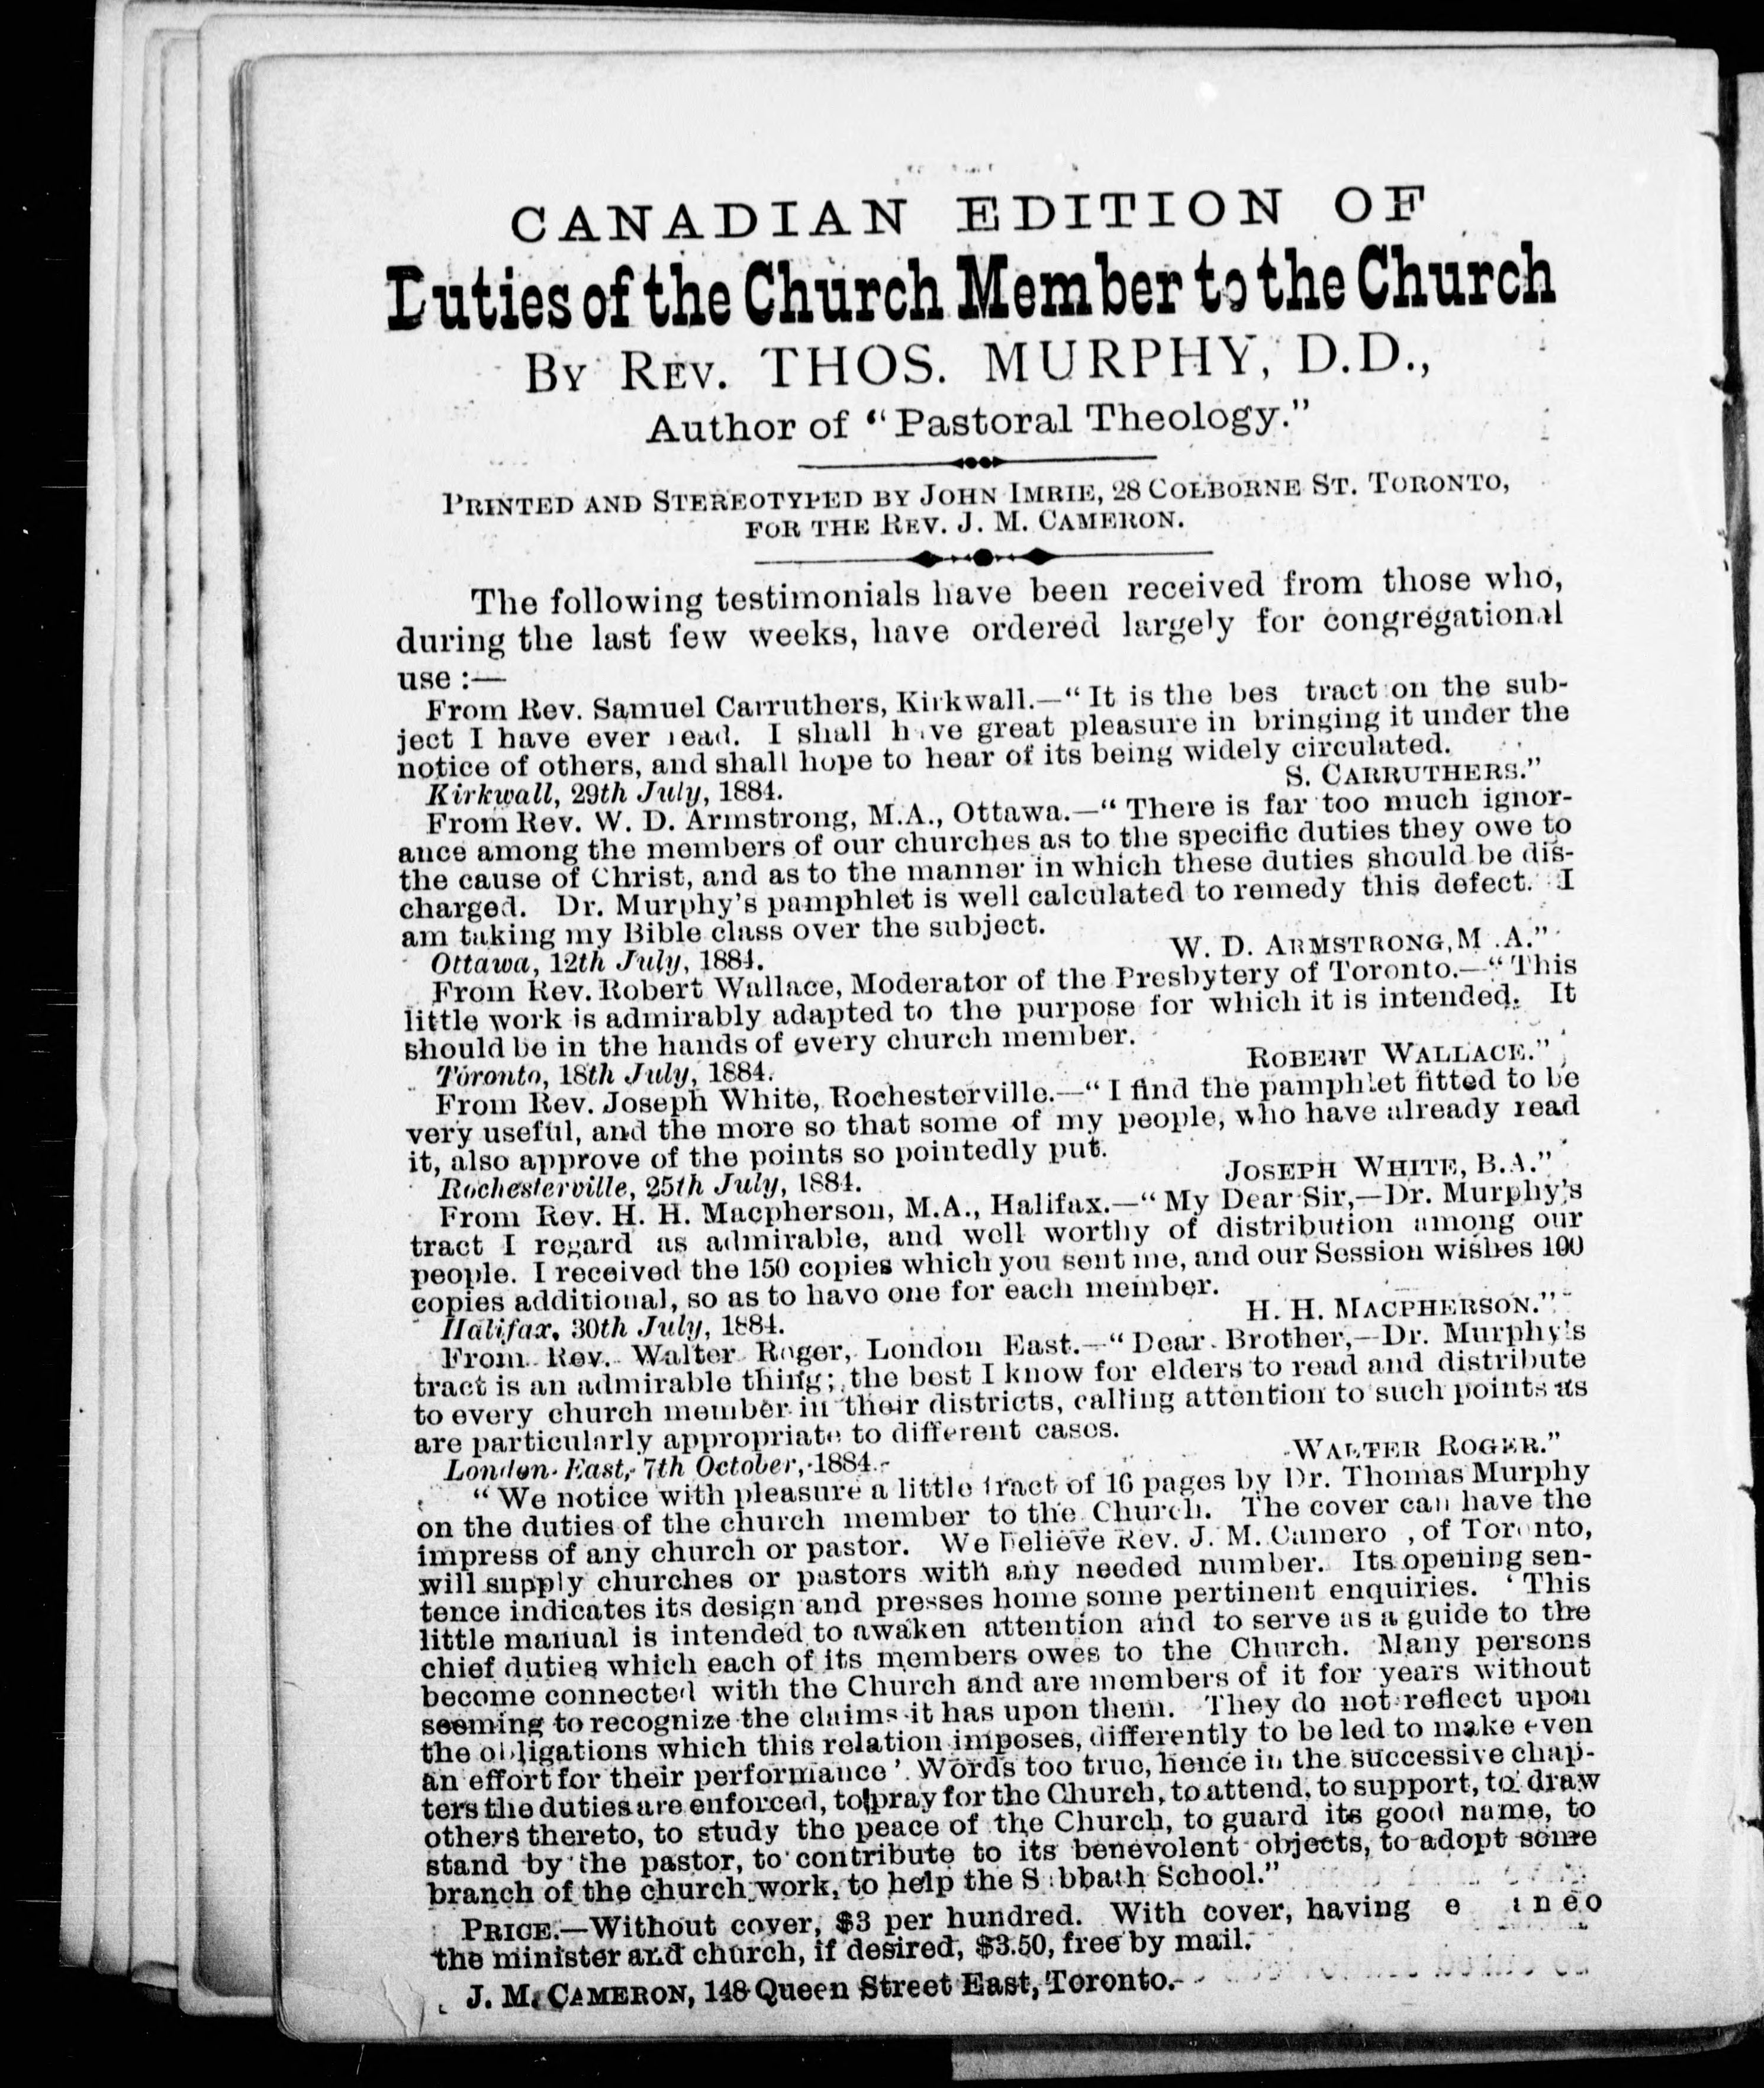 CANADIAN EDITION OF
Duties of the Church Member to the Church
By Rev. THOS. MURPHY, D.D.,
Author of "Pastoral Theology."
Printed and Stereotyped by John Imrie, 28 Colborne St. Toronto,
for the Rev. J. M. Cameron.
The following testimonials have been received from those who,
during the last few weeks, have ordered largely for congregational
use :—
From Rev. Samuel Carruthers, Kirkwall.—"It is the bes tract on the sub-
ject I have ever read. I shall have great pleasure in bringing it under the
notice of others, and shall hope to hear of its being widely circulated.
S. Carruthers."
Kirkwall, 29th July, 1884.
From Rev. W. D. Armstrong, M.A., Ottawa.—"There is far too much ignor-
ance among the members of our churches as to the specific duties they owe to
the cause of Christ, and as to the manner in which these duties should be dis-
charged. Dr. Murphy's pamphlet is well calculated to remedy this defect. I
am taking my Bible class over the subject.
W. D. Armstrong, M .A."
Ottawa, 12th July, 1884.
From Rev. Robert Wallace, Moderator of the Presbytery of Toronto.—"This
little work is admirably adapted to the purpose for which it is intended. It
should be in the hands of every church member.
Robert Wallace."
Toronto, 18th July, 1884.
From Rev. Joseph White, Rochesterville.—"I find the pamphlet fitted to be
very useful, and the more so that some of my people, who have already read
it, also approve of the points so pointedly put.
Joseph White, B.A."
Rochesterville, 25th July, 1884.
From Rev. H. H. Macpherson, M.A., Halifax.—"My Dear Sir,—Dr. Murphy's
tract I regard as admirable, and well worthy of distribution among our
people. I received the 150 copies which you sent me, and our Session wishes 100
copies additional, so as to have one for each member.
H. H. Macpherson."
Halifax, 30th July, 1884.
From Rev. Walter Roger, London East.—"Dear Brother,—Dr. Murphy's
tract is an admirable thing; the best I know for elders to read and distribute
to every church member in their districts, calling attention to such points as
are particularly appropriate to different cases.
Walter Roger."
London East, 7th October, 1884.
"We notice with pleasure a little tract of 16 pages by Dr. Thomas Murphy
on the duties of the church member to the Church. The cover can have the
impress of any church or pastor. We believe Rev. J. M. Camero , of Toronto,
will supply churches or pastors with any needed number. Its opening sen-
tence indicates its design and presses home some pertinent enquiries. 'This
little manual is intended to awaken attention and to serve as a guide to the
chief duties which each of its members owes to the Church. Many persons
become connected with the Church and are members of it for years without
seeming to recognize the claims it has upon them. They do not reflect upon
the obligations which this relation imposes, differently to be led to make even
an effort for their performance'. Words too true, hence in the successive chap-
ters the duties are enforced, to pray for the Church, to attend, to support, to draw
others thereto, to study the peace of the Church, to guard its good name, to
stand by the pastor, to contribute to its benevolent objects, to adopt some
branch of the church work, to help the Sabbath School."
Price.—Without cover, $3 per hundred. With cover, having
the minister and church, if desired, $3.50, free by mail.
J. M. Cameron, 148 Queen Street East, Toronto.